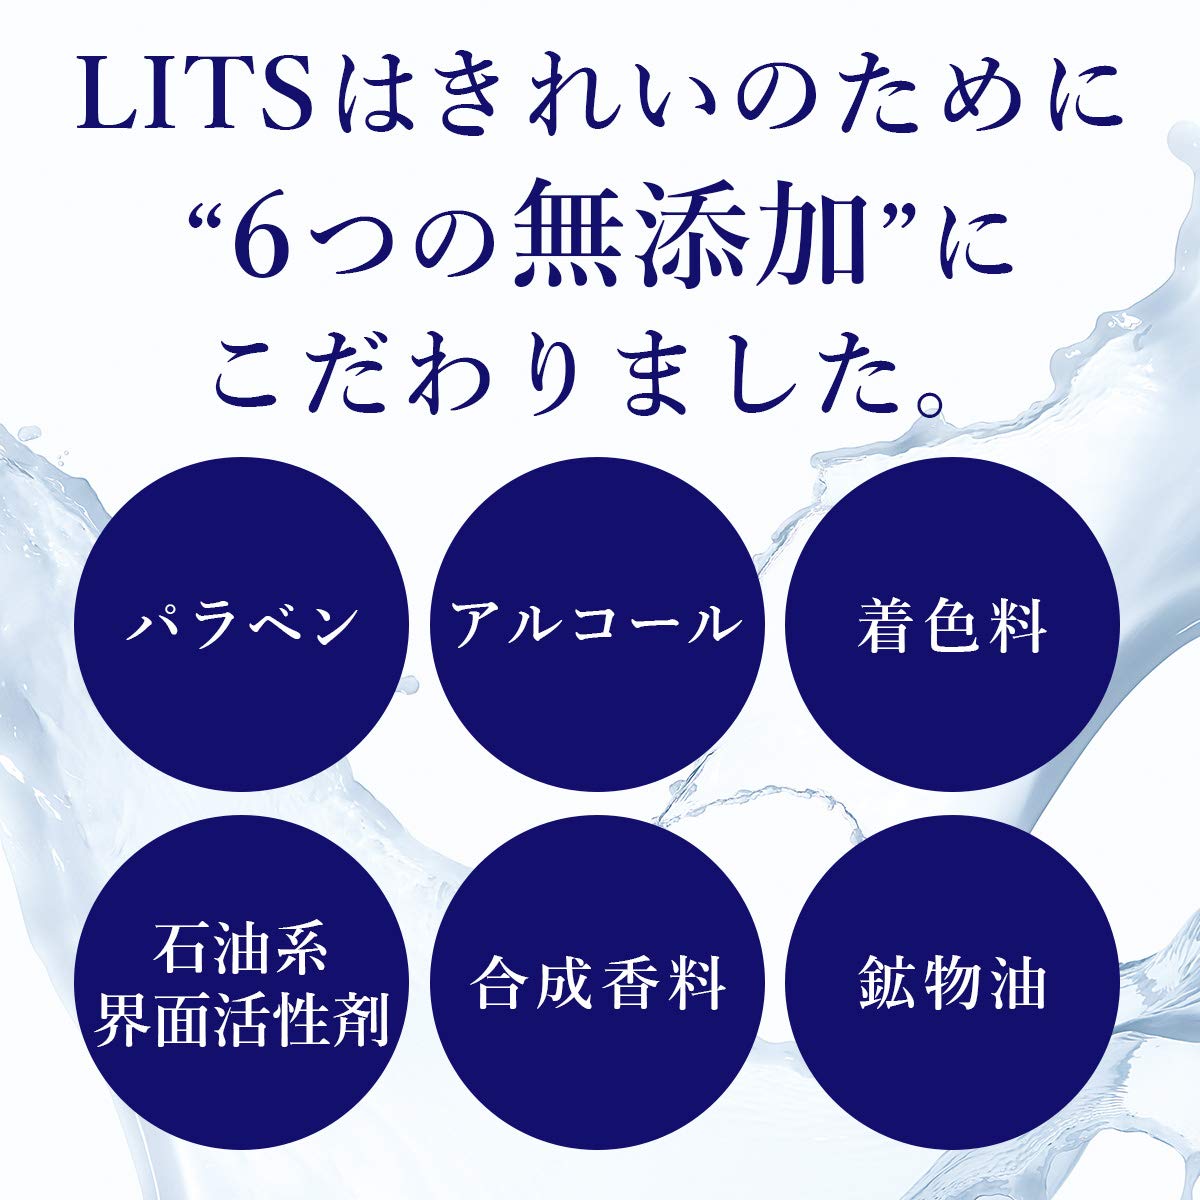 LITSはきれいのために
“6つの無添加”に
こだわりました。
パラベン
アルコール
着色料
石油系
界面活性剤
合成香料
鉱物油